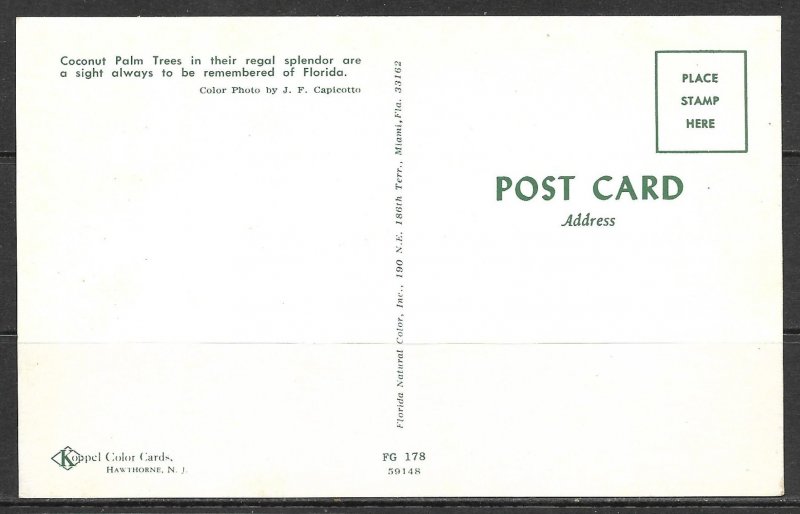 Coconut Palm Trees in their regal splendor are
a sight always to be remembered of Florida.
Color Photo by J. F. Capicotto
Florida Natural Color, Inc., 190 N.E. 186th Terr., Miami,Fla. 33162
PLACE
STAMP
HERE
POST CARD
Address
Koppel Color Cards,
HAWTHORNE, N. J.
FG 178
59148